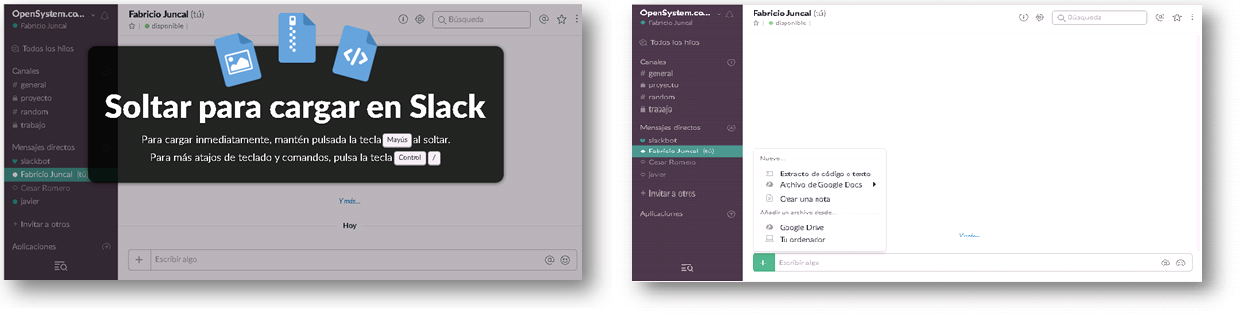 OpenSystem.co...
Fabricio Juncal
Todos los hilos
Canales
# general
proyecto
# random
trabajo
Mensajes directos
slackbot
Fabricio Juncal (tú)
Cesar Romero
javier
+ Invitar a otros
Aplicaciones
Fabricio Juncal (tú)
disponible
Búsqueda
Soltar para cargar en Slack
Para cargar inmediatamente, mantén pulsada la tecla Mayús al soltar.
Para más atajos de teclado y comandos, pulsa la tecla Control /
Y más...
Hoy
+ Escribir algo
OpenSystem.co...
Fabricio Juncal
Todos los hilos
Canales
# general
proyecto
# random
trabajo
Mensajes directos
slackbot
Fabricio Juncal (tú)
Cesar Romero
javier
+ Invitar a otros
Aplicaciones
Fabricio Juncal (tú)
disponible
Búsqueda
Nuevo...
Extracto de código o texto
Archivo de Google Docs
Crear una nota
Añadir un archivo desde...
Google Drive
Tu ordenador
+ Escribir algo